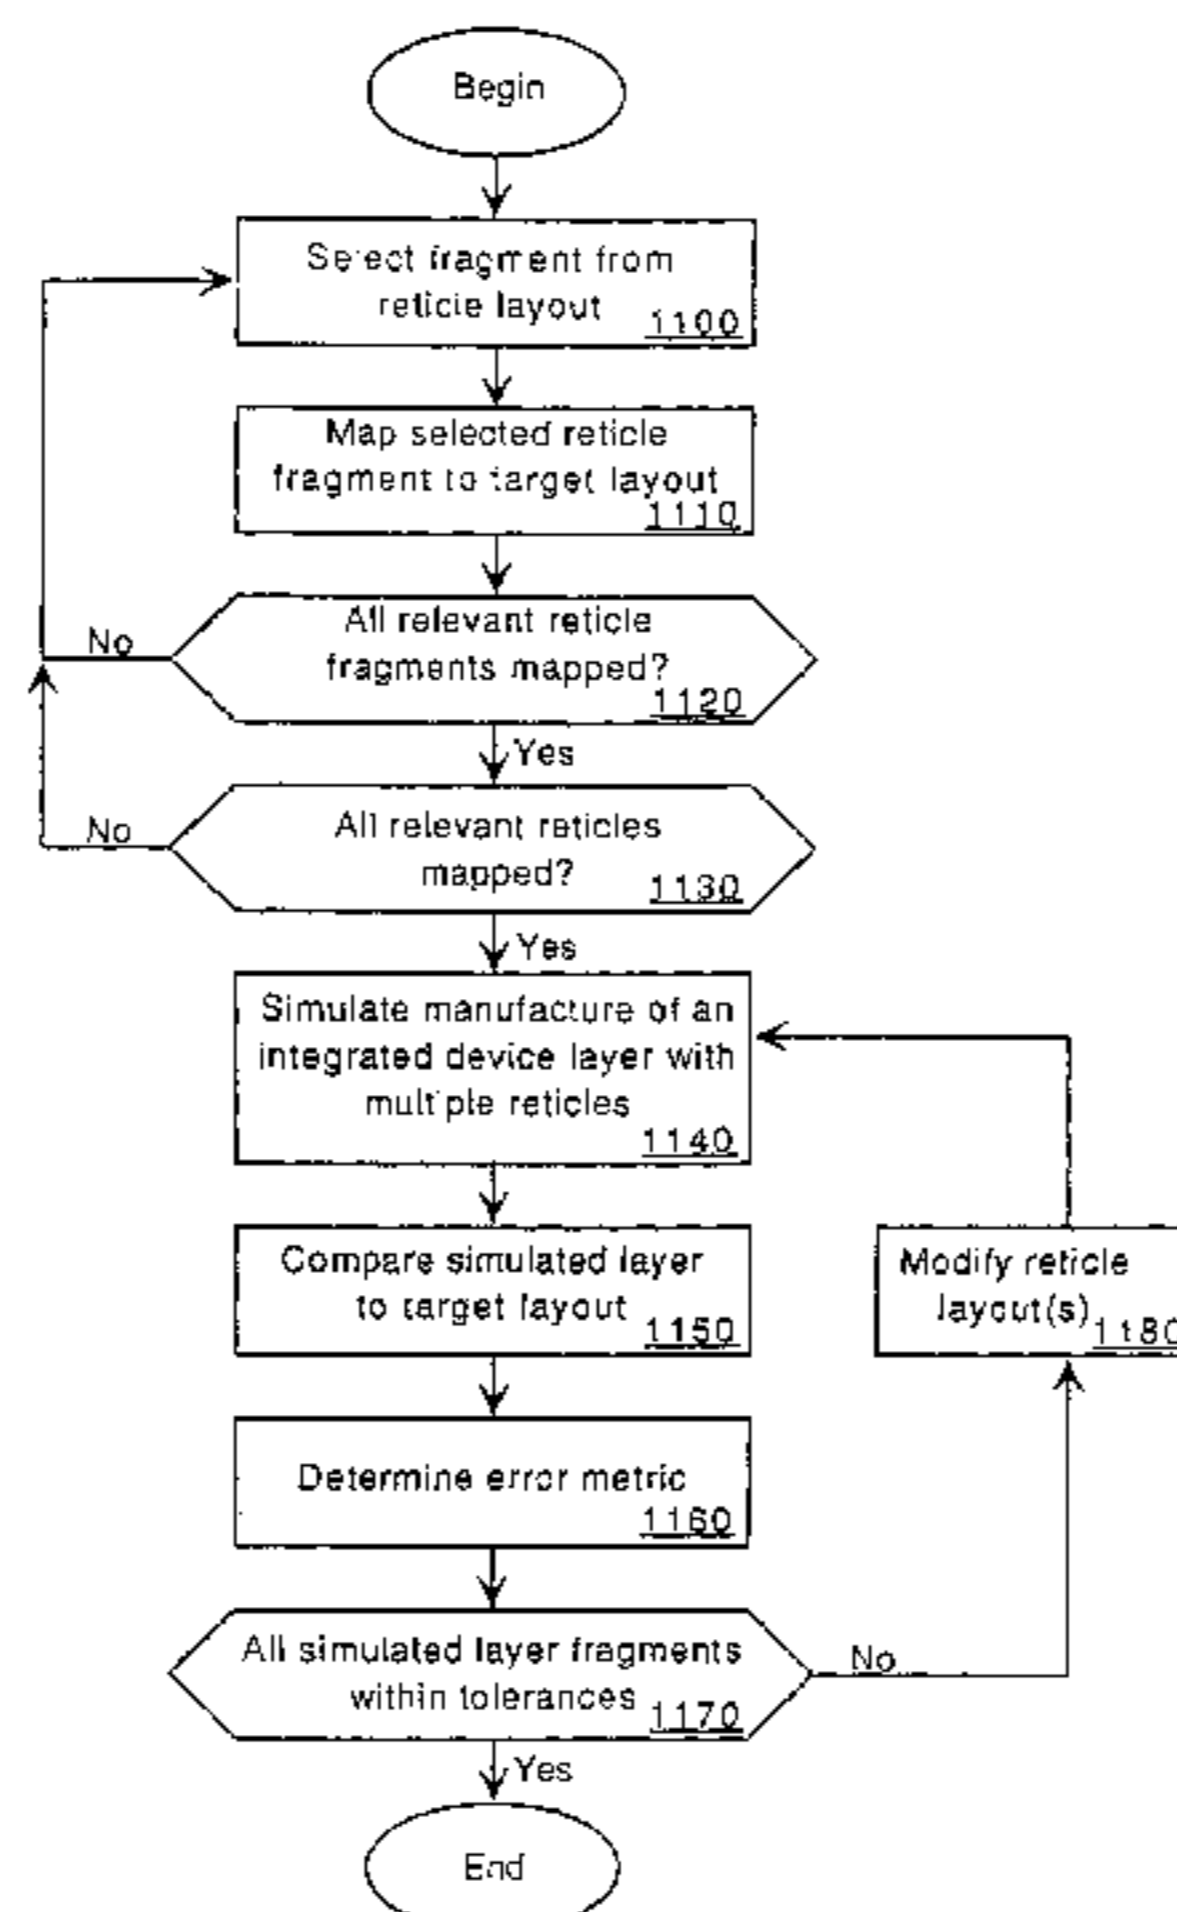 Begin
Select fragment from
reticle layout
1100
Map selected reticle
fragment to target layout
1110
All relevant reticle
fragments mapped?
1120
No
Yes
All relevant reticles
mapped?
1130
No
Yes
Simulate manufacture of an
integrated device layer with
multiple reticles
1140
Compare simulated layer
to target layout
1150
Modify reticle
layout(s)
1180
Determine error metric
1160
All simulated layer fragments
within tolerances
1170
No
Yes
End